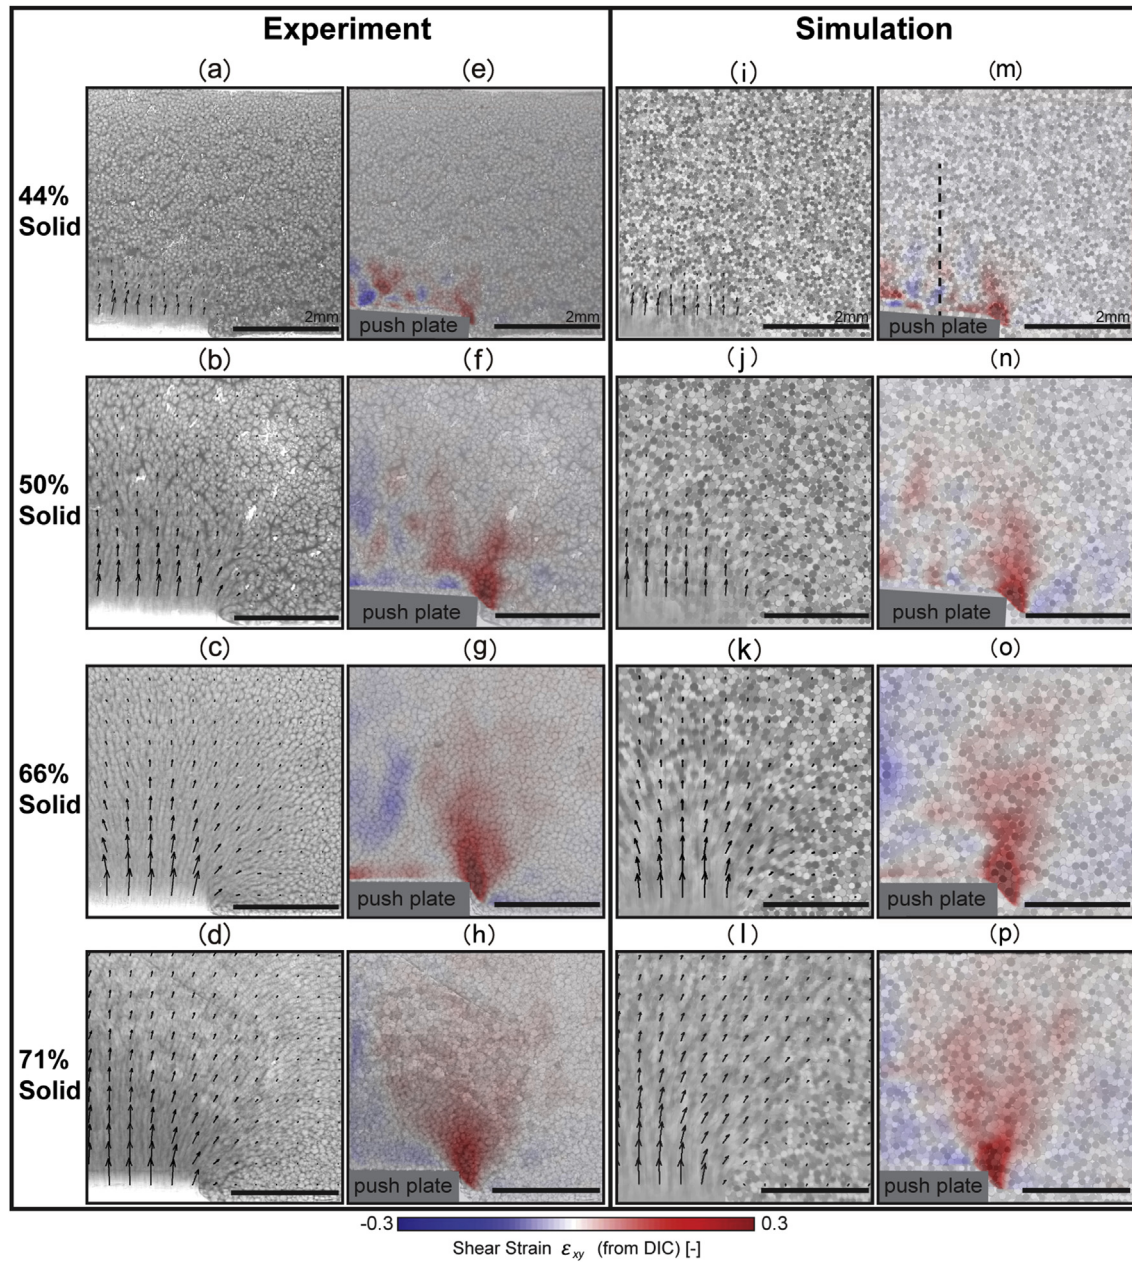 Experiment Simulation
(a) (e) (i) (m)
44%
Solid
2mm push plate 2mm 2mm push plate 2mm
(b) (f) (j) (n)
50%
Solid
push plate push plate
(c) (g) (k) (o)
66%
Solid
push plate push plate
(d) (h) (l) (p)
71%
Solid
push plate push plate
-0.3 0.3
Shear Strain εxy (from DIC) [-]